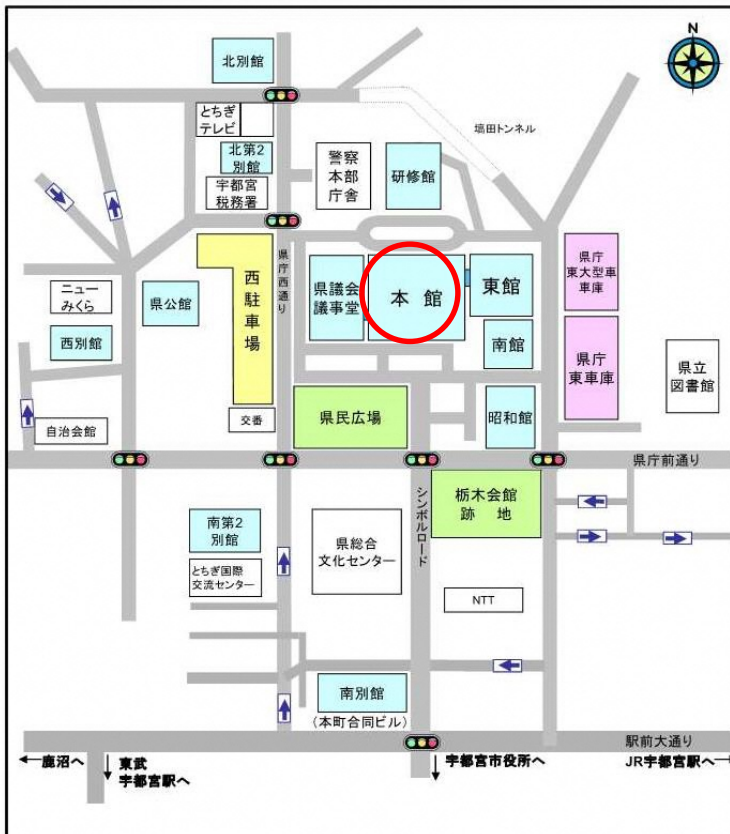 N
北別館
とちぎ
テレビ
塙田トンネル
北第2
別館
宇都宮
税務署
警察
本部
庁舎
研修館
県庁西通り
西駐車場
県議会
議事堂
本館
東館
県庁
東大型車
車庫
ニュー
みくら
県公館
西別館
南館
県庁
東車庫
県立
図書館
自治会館
交番
県民広場
昭和館
県庁前通り
シンボルロード
栃木会館
跡地
南第2
別館
県総合
文化センター
とちぎ国際
交流センター
NTT
南別館
(本町合同ビル)
駅前大通り
←鹿沼へ
東武
宇都宮駅へ
↓
↓
宇都宮市役所へ
JR宇都宮駅へ→